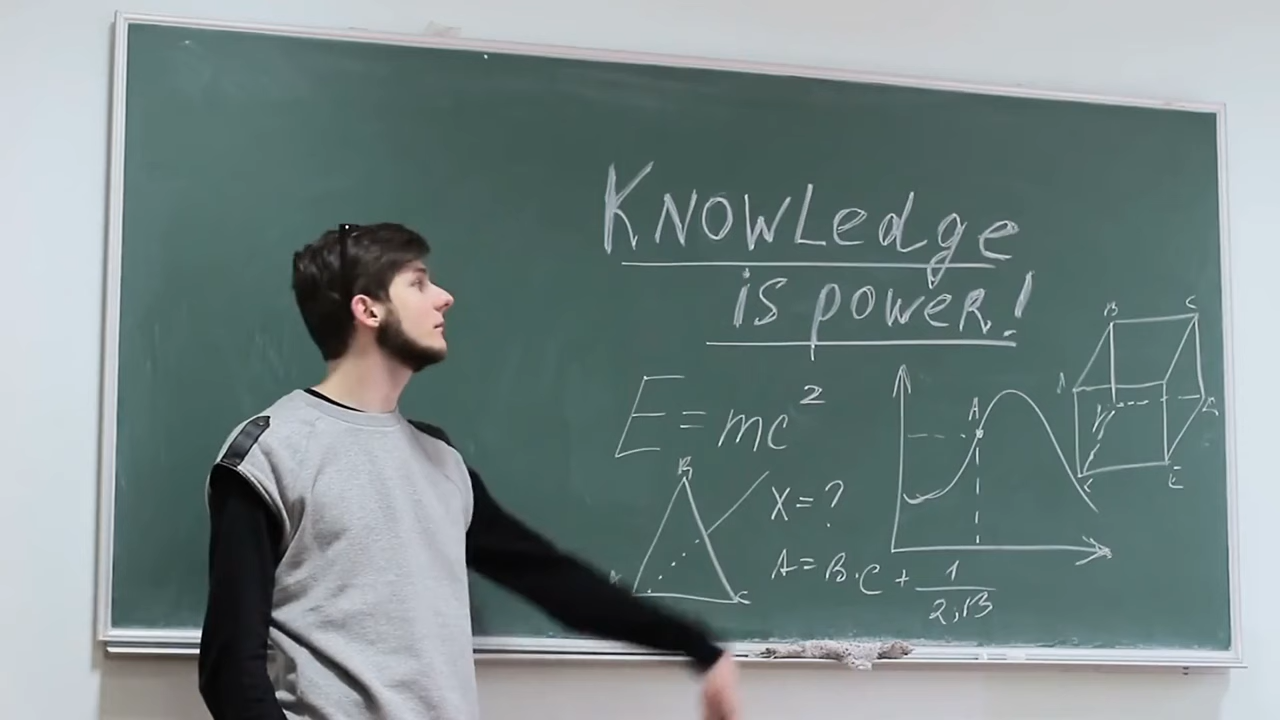 KNOWLedge
is power!
E = mc²
B
X = ?
C
A = B·C + 1/2,13
A
B
C
A
E